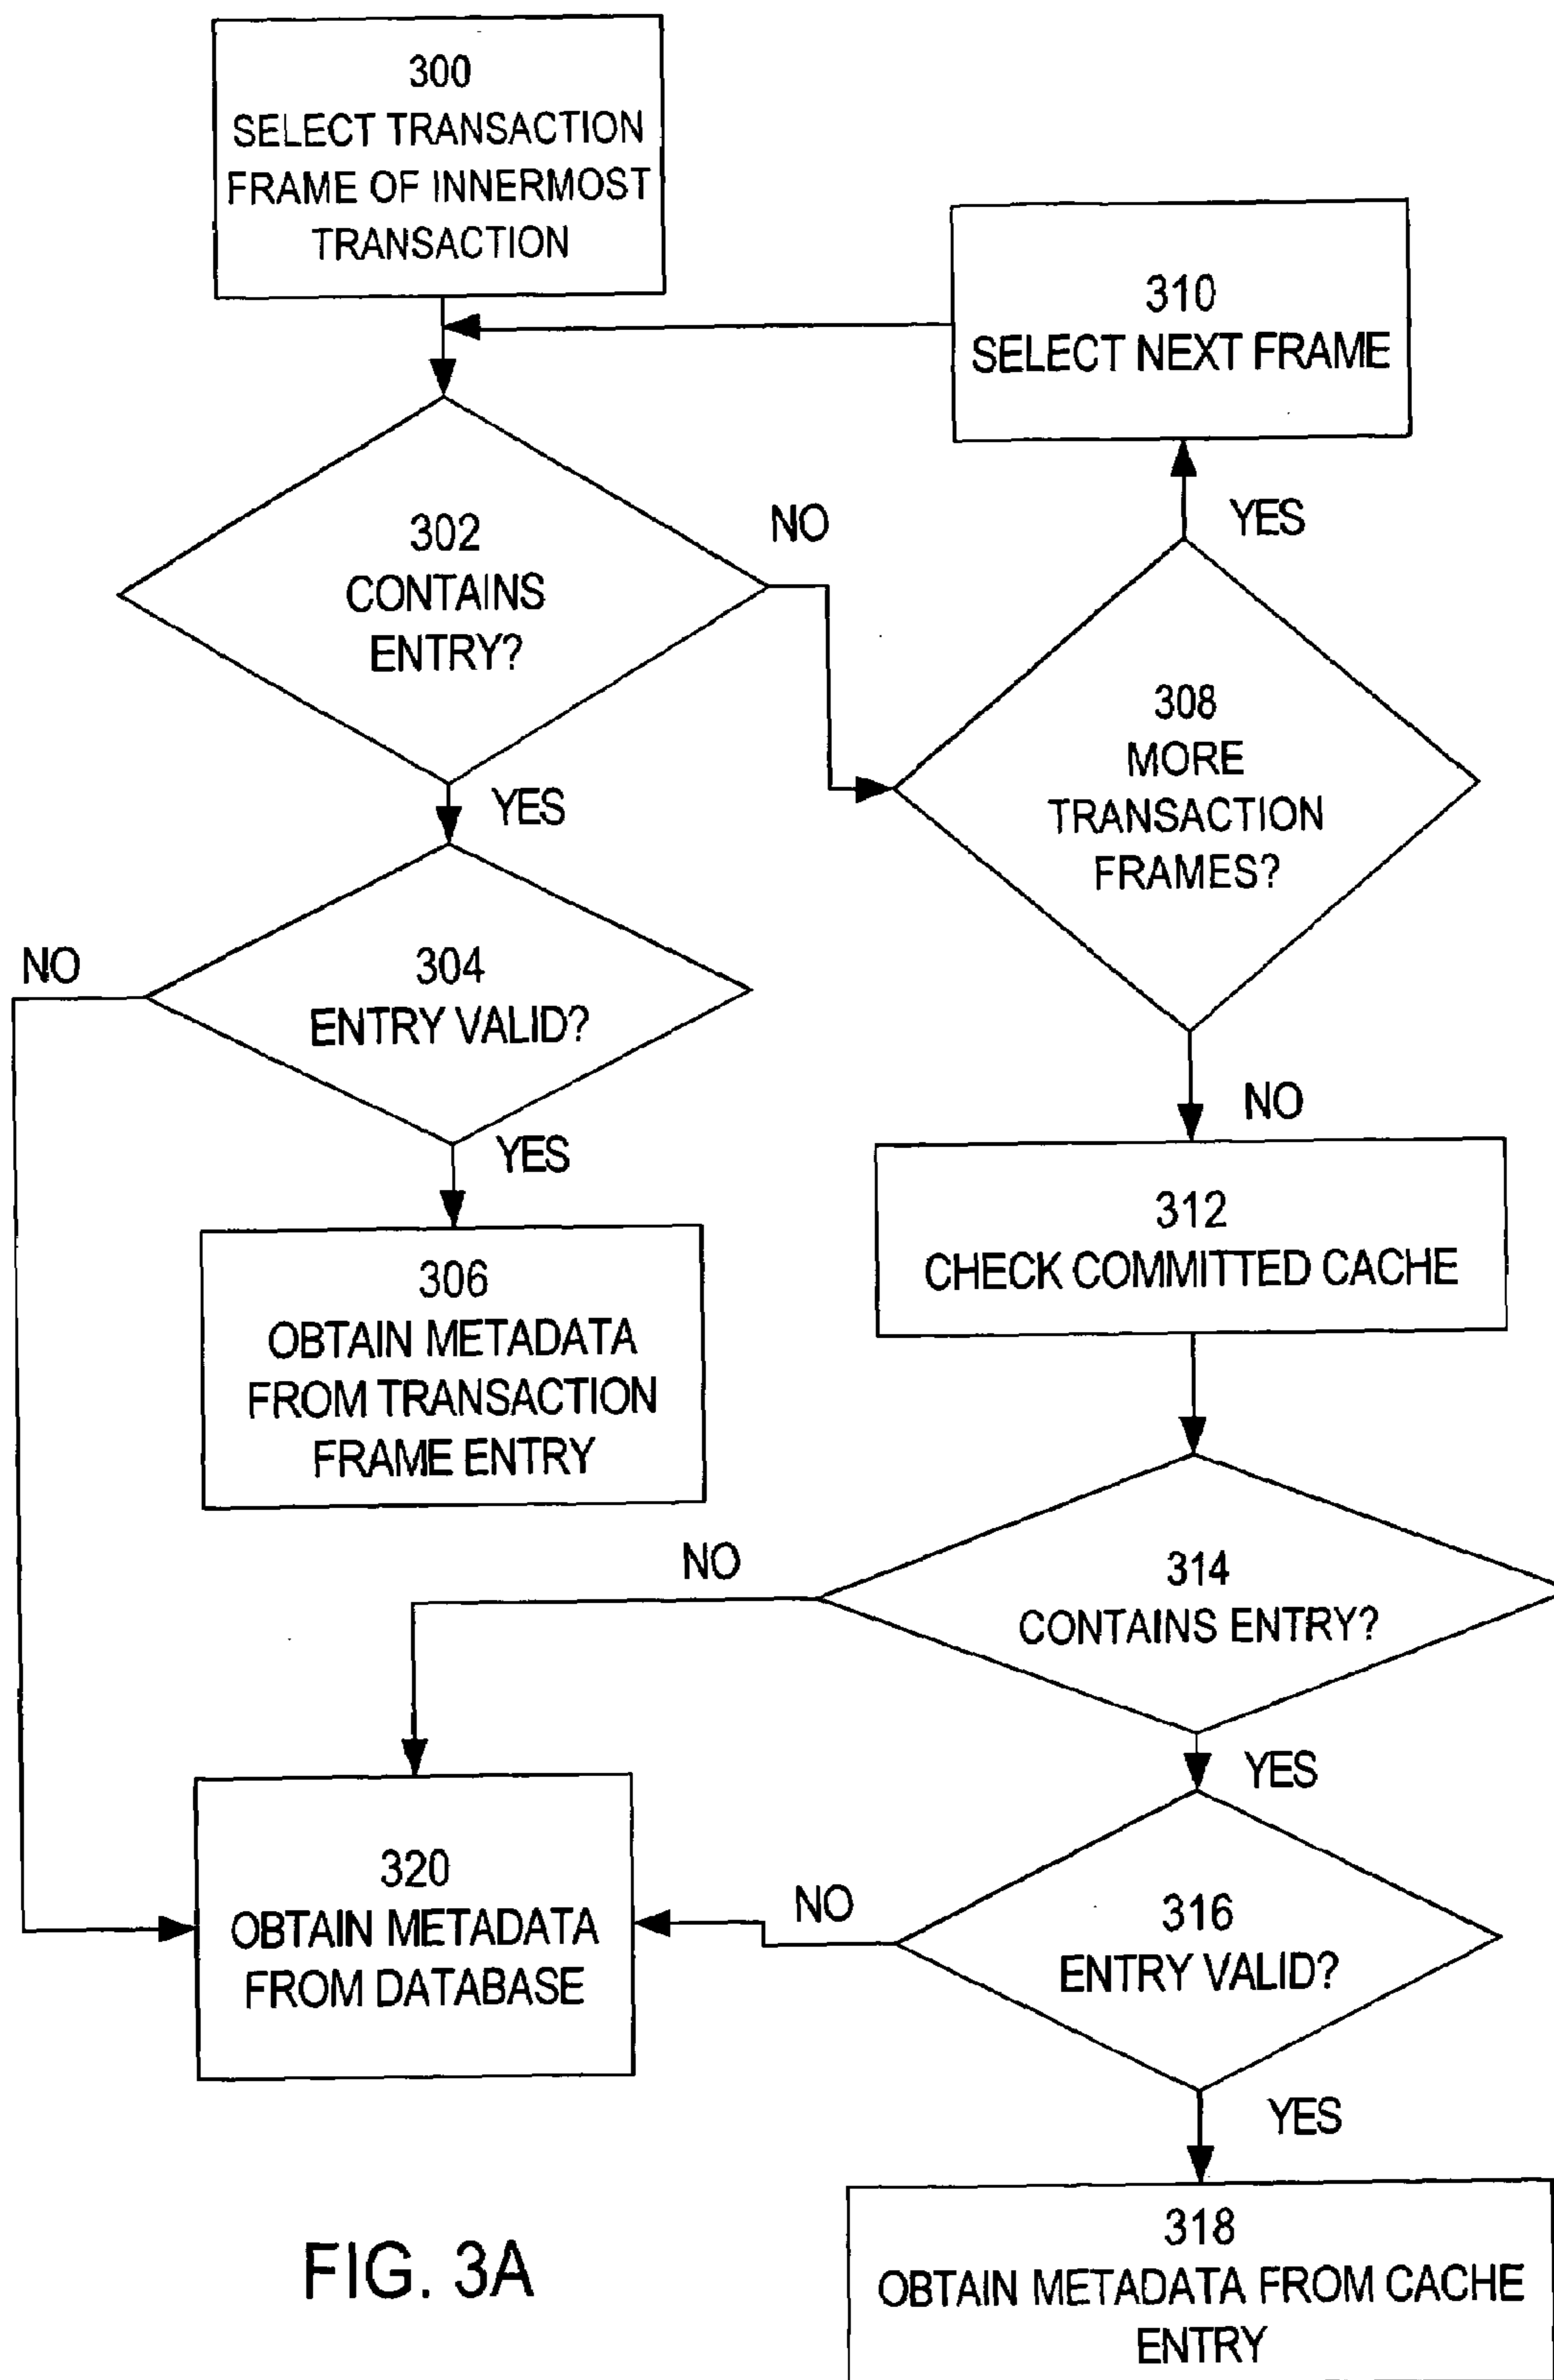 300
SELECT TRANSACTION
FRAME OF INNERMOST
TRANSACTION
310
SELECT NEXT FRAME
YES
302
CONTAINS
ENTRY?
NO
308
MORE
TRANSACTION
FRAMES?
YES
NO
304
ENTRY VALID?
NO
YES
312
CHECK COMMITTED CACHE
306
OBTAIN METADATA
FROM TRANSACTION
FRAME ENTRY
NO
314
CONTAINS ENTRY?
YES
320
OBTAIN METADATA
FROM DATABASE
NO
316
ENTRY VALID?
YES
318
OBTAIN METADATA FROM CACHE
ENTRY
FIG. 3A